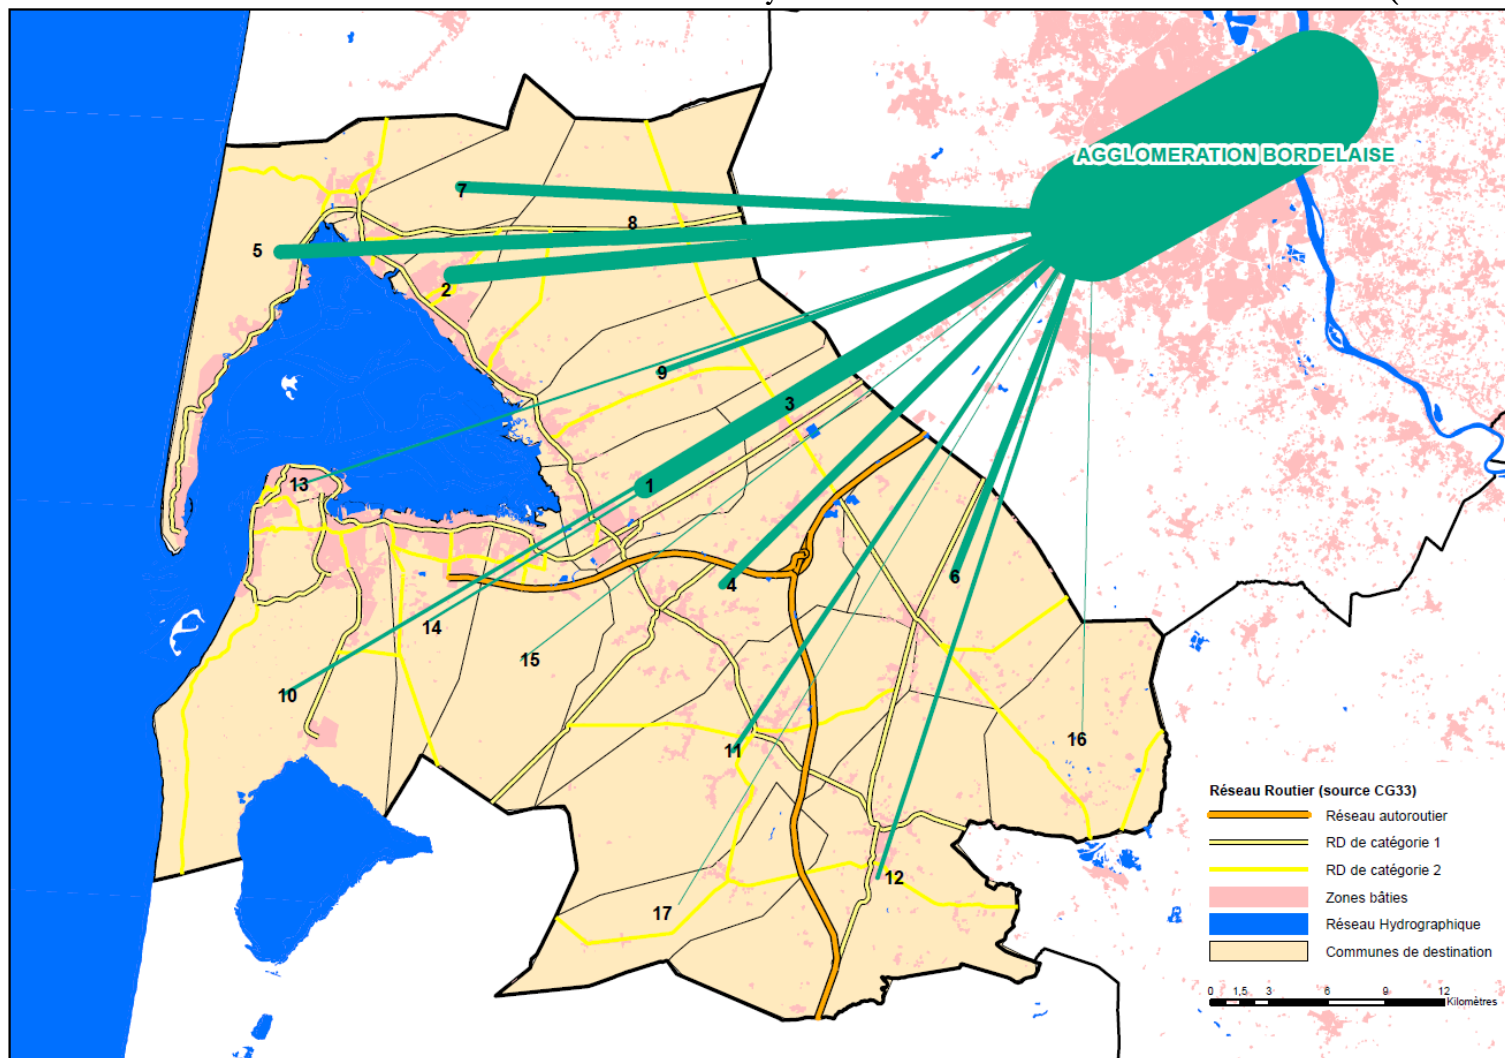 AGGLOMERATION BORDELAISE
7
8
5
2
9
3
13
1
4
6
14
15
10
11
16
12
17
Réseau Routier (source CG33)
Réseau autoroutier
RD de catégorie 1
RD de catégorie 2
Zones bâties
Réseau Hydrographique
Communes de destination
0 1,5 3 6 9 12
Kilomètres